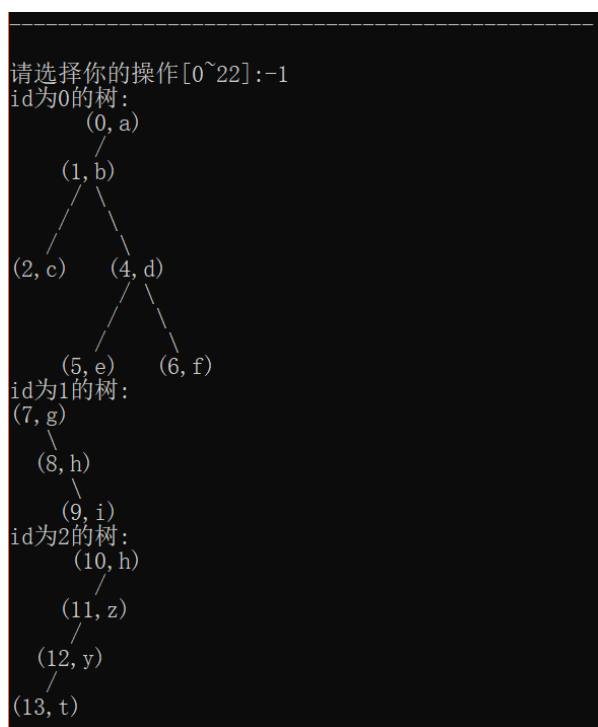 ------------------------------------------------
请选择你的操作[0~22]:-1
id为0的树:
(0,a)
/
(1,b)
/ \
/ \
/ \
(2,c) (4,d)
/ \
/ \
/ \
(5,e) (6,f)
id为1的树:
(7,g)
\
(8,h)
\
(9,i)
id为2的树:
(10,h)
/
(11,z)
/
(12,y)
/
(13,t)